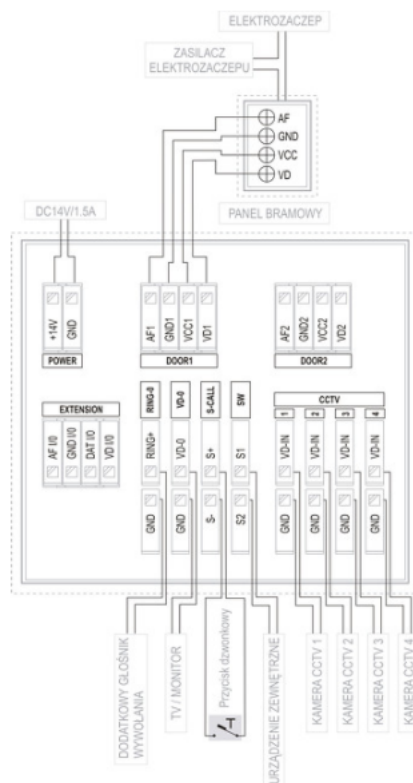 ELEKTROZACZEP
ZASILACZ
ELEKTROZACZEPU
AF
GND
VCC
VD
DC14V/1.5A
PANEL BRAMOWY
+14V
GND
POWER
AF1
GND1
VCC1
VD1
DOOR1
AF2
GND2
VCC2
VD2
DOOR2
EXTENSION
AF I/0
GND I/0
DAT I/0
VD I/0
RING-0
RING+
GND
VD-0
VD-0
GND
S-CALL
S+
S-
SW
S1
S2
CCTV
VD-IN
VD-IN
VD-IN
VD-IN
GND
GND
GND
GND
DODATKOWY GŁOŚNIK
WYWOŁANIA
TV / MONITOR
Przycisk dzwonkowy
URZĄDZENIE ZEWNĘTRZNE
KAMERA CCTV 1
KAMERA CCTV 2
KAMERA CCTV 3
KAMERA CCTV 4